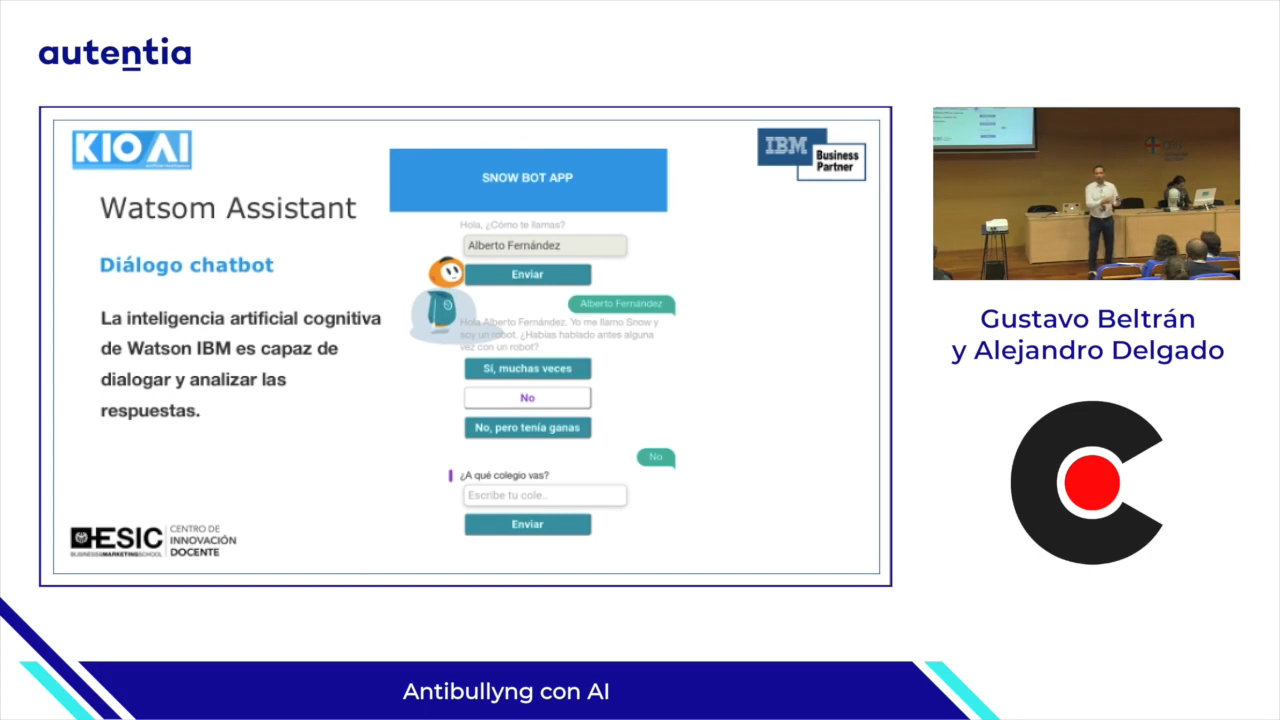 autentia
KIO AI
IBM
Business
Partner
Watsom Assistant
Diálogo chatbot
La inteligencia artificial cognitiva
de Watson IBM es capaz de
dialogar y analizar las
respuestas.
SNOW BOT APP
Hola, ¿Cómo te llamas?
Alberto Fernández
Enviar
Alberto Fernández
Hola Alberto Fernández. Yo me llamo Snow y
soy un robot. ¿Habías hablado antes alguna
vez con un robot?
Sí, muchas veces
No
No, pero tenía ganas
No
¿A qué colegio vas?
Escribe tu cole..
Enviar
ESIC
BUSINESS&MARKETINGSCHOOL
CENTRO DE
INNOVACIÓN
DOCENTE
Gustavo Beltrán
y Alejandro Delgado
Antibullyng con AI